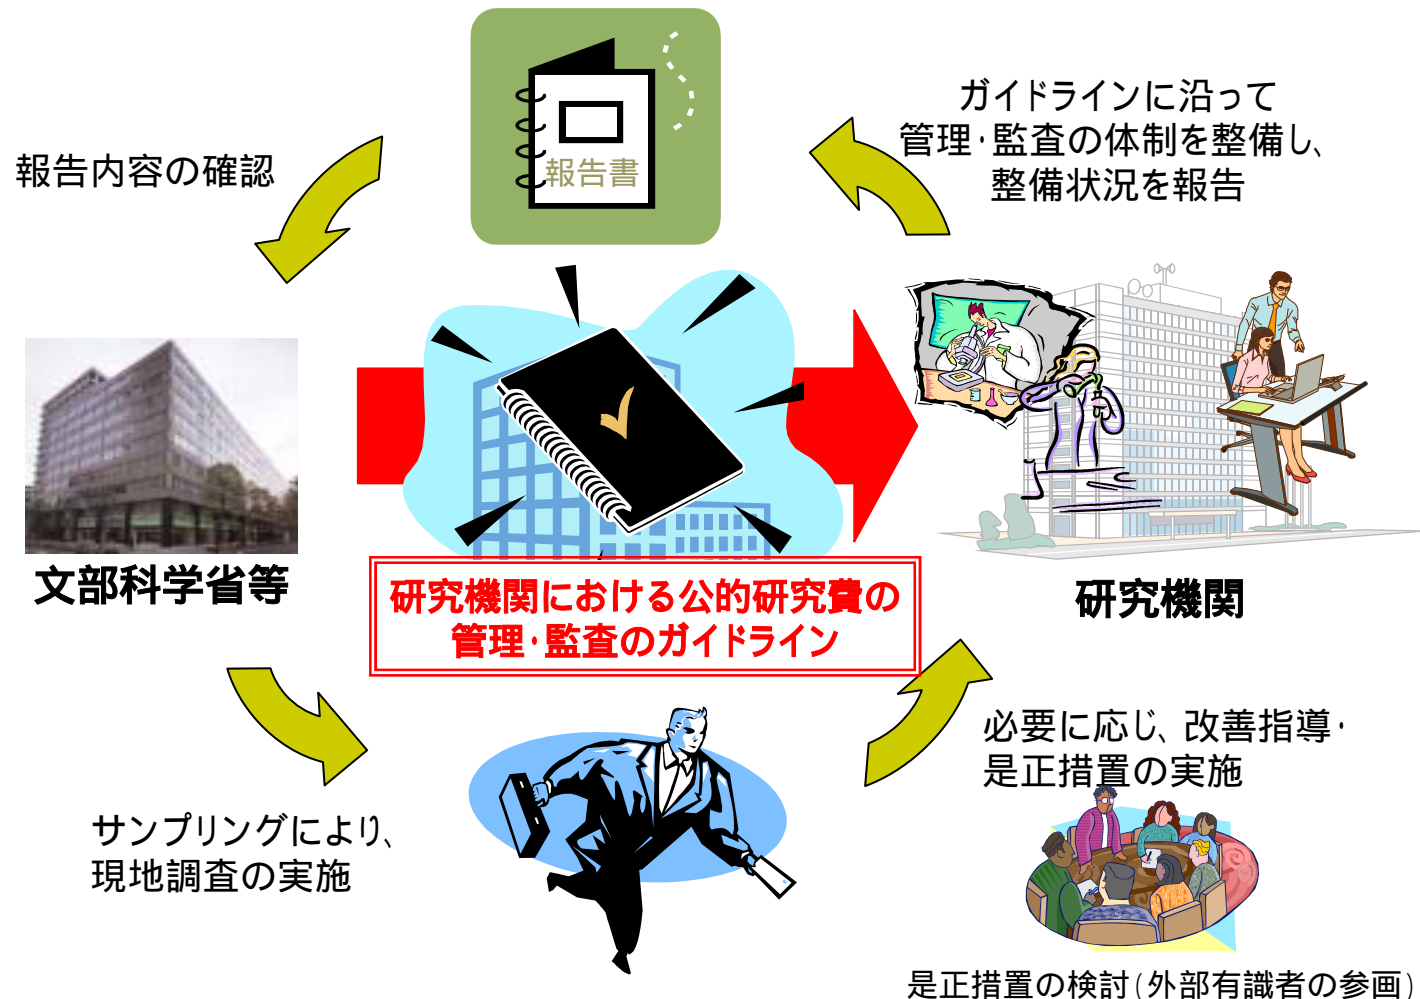 報告書
報告内容の確認
ガイドラインに沿って
管理・監査の体制を整備し、
整備状況を報告
文部科学省等
研究機関における公的研究費の
管理・監査のガイドライン
研究機関
サンプリングにより、
現地調査の実施
必要に応じ、改善指導・
是正措置の実施
是正措置の検討(外部有識者の参画)